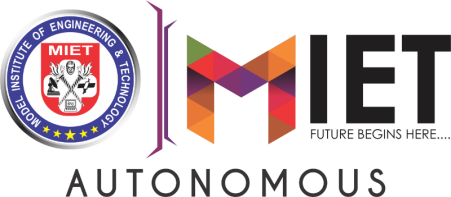 MODEL INSTITUTE OF ENGINEERING & TECHNOLOGY
MIET
MIET
FUTURE BEGINS HERE....
AUTONOMOUS